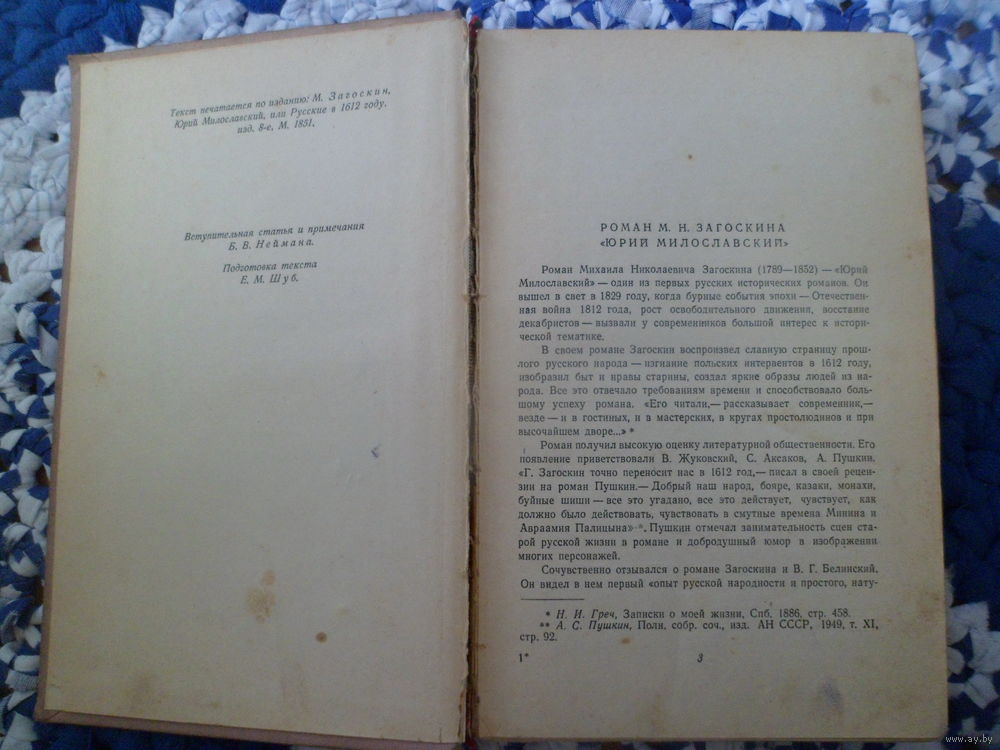 Текст печатается по изданию: М. Загоскин,
Юрий Милославский, или Русские в 1612 году,
изд. 8-е, М. 1851.
Вступительная статья и примечания
Б. В. Неймана.
Подготовка текста
Е. М. Шуб.
РОМАН М. Н. ЗАГОСКИНА
«ЮРИЙ МИЛОСЛАВСКИЙ»
Роман Михаила Николаевича Загоскина (1789—1852) — «Юрий
Милославский» — один из первых русских исторических романов. Он
вышел в свет в 1829 году, когда бурные события эпохи — Отечествен-
ная война 1812 года, рост освободительного движения, восстание
декабристов — вызвали у современников большой интерес к истори-
ческой тематике.
В своем романе Загоскин воспроизвел славную страницу прош-
лого русского народа — изгнание польских интервентов в 1612 году,
изобразил быт и нравы старины, создал яркие образы людей из на-
рода. Все это отвечало требованиям времени и способствовало боль-
шому успеху романа. «Его читали,— рассказывает современник,—
везде — и в гостиных, и в мастерских, в кругах простолюдинов и при
высочайшем дворе...» *
Роман получил высокую оценку литературной общественности. Его
появление приветствовали В. Жуковский, С. Аксаков, А. Пушкин.
«Г. Загоскин точно переносит нас в 1612 год,— писал в своей рецен-
зии на роман Пушкин.— Добрый наш народ, бояре, казаки, монахи,
буйные шиши — все это угадано, все это действует, чувствует, как
должно было действовать, чувствовать в смутные времена Минина и
Авраамия Палицына» *. Пушкин отмечал занимательность сцен ста-
рой русской жизни в романе и добродушный юмор в изображении
многих персонажей.
Сочувственно отзывался о романе Загоскина и В. Г. Белинский.
Он видел в нем первый «опыт русской народности и простого, нату-
* Н. И. Греч, Записки о моей жизни, Спб. 1886, стр. 458.
** А. С. Пушкин, Полн. собр. соч., изд. АН СССР, 1949, т. XI,
стр. 92.
1*
3
www.ay.by